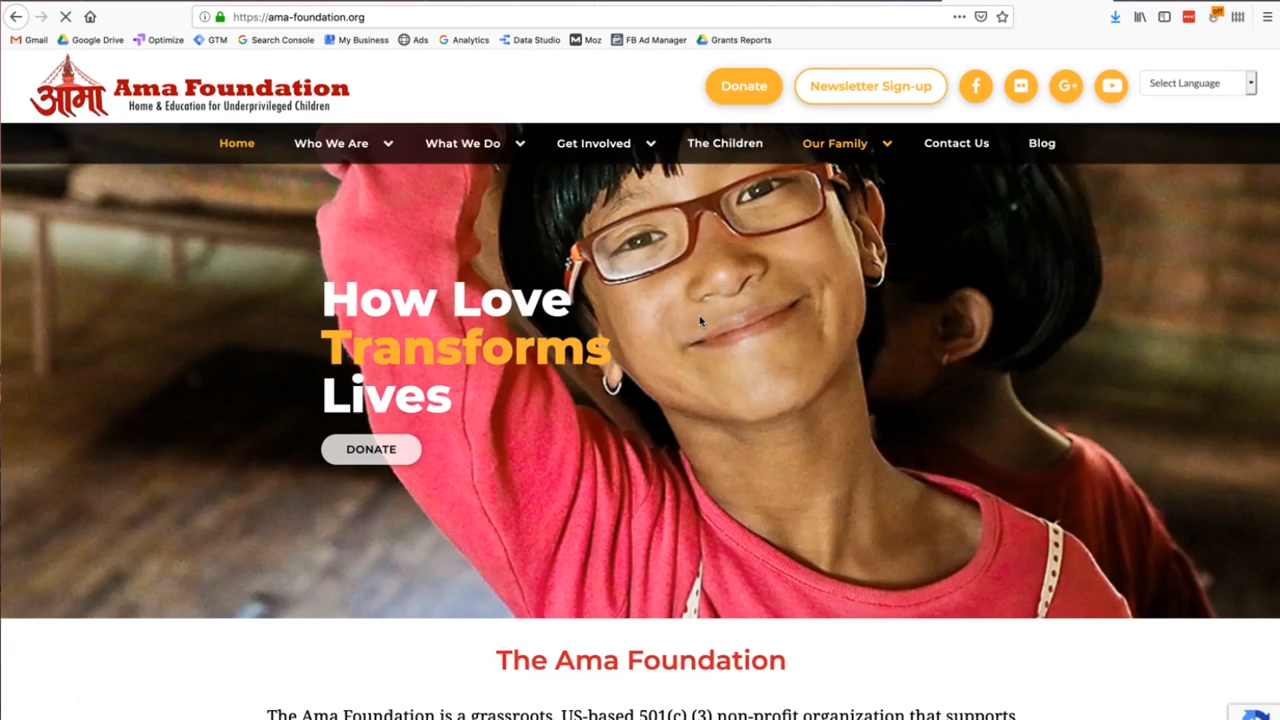 https://ama-foundation.org
off
Gmail Google Drive Optimize GTM Search Console My Business Ads Analytics Data Studio Moz FB Ad Manager Grants Reports
आमा Ama Foundation
Home & Education for Underprivileged Children
Donate Newsletter Sign-up Select Language
Home Who We Are What We Do Get Involved The Children Our Family Contact Us Blog
How Love
Transforms
Lives
DONATE
The Ama Foundation
The Ama Foundation is a grassroots, US-based 501(c) (3) non-profit organization that supports